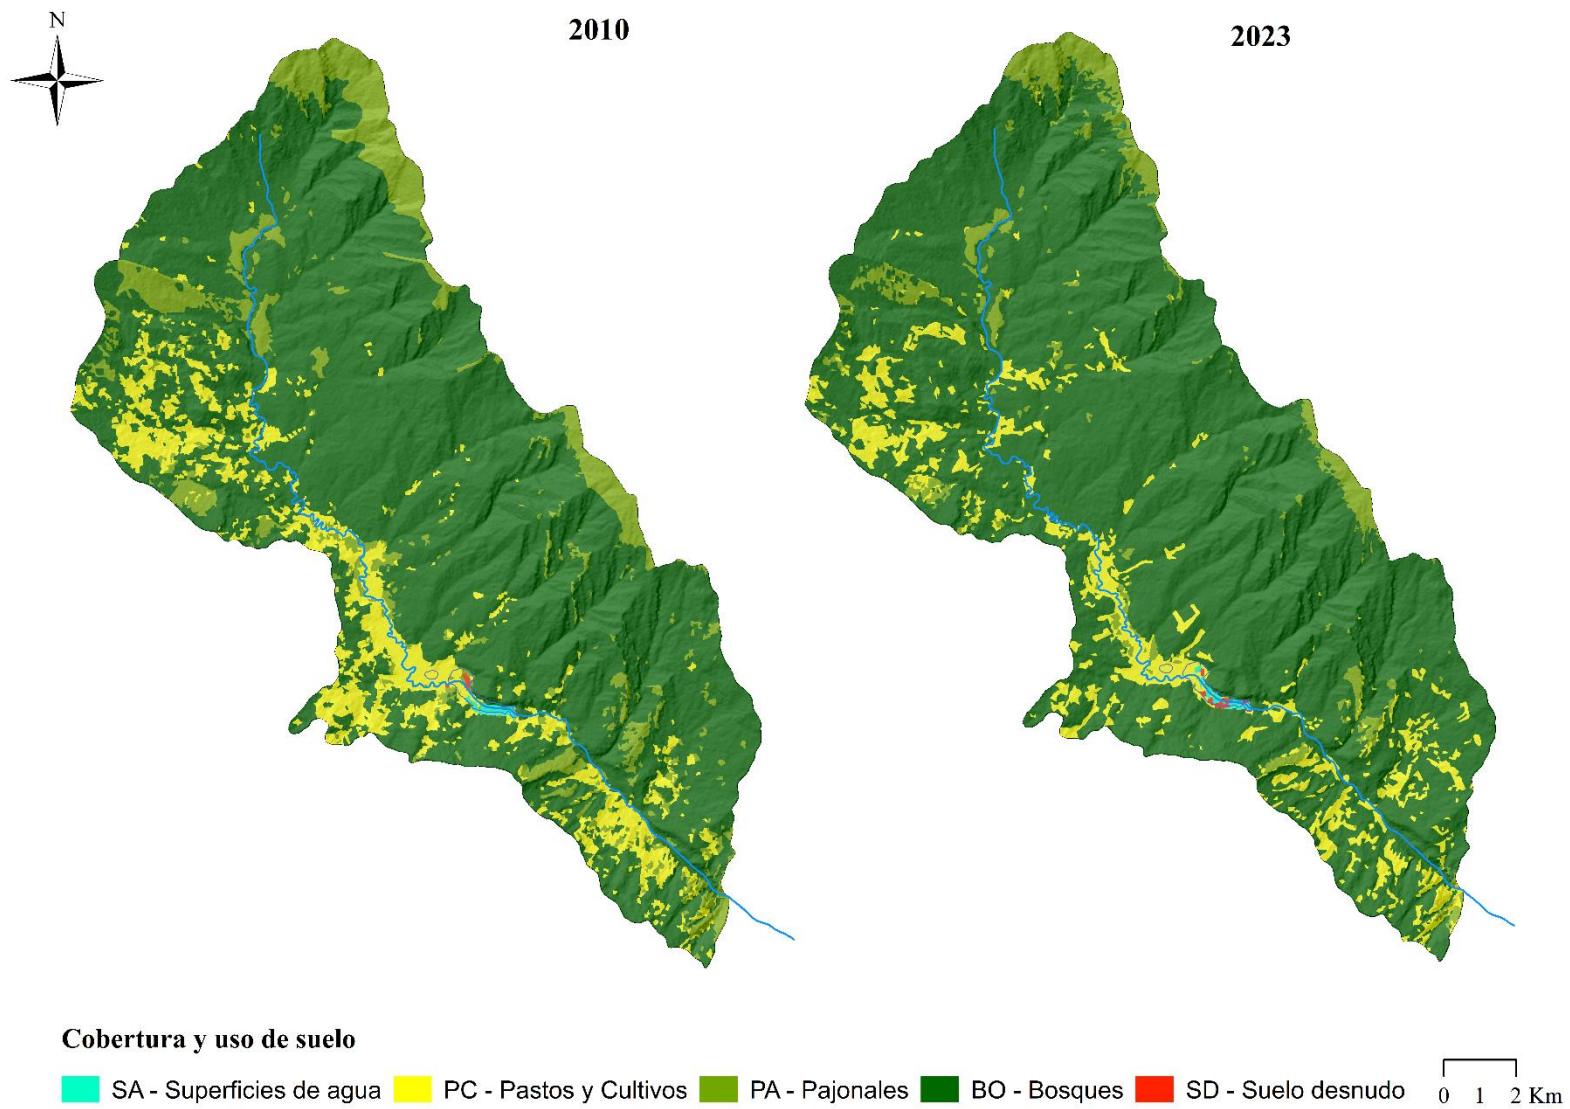 N
2010
2023
Cobertura y uso de suelo
SA - Superficies de agua
PC - Pastos y Cultivos
PA - Pajonales
BO - Bosques
SD - Suelo desnudo
0 1 2 Km